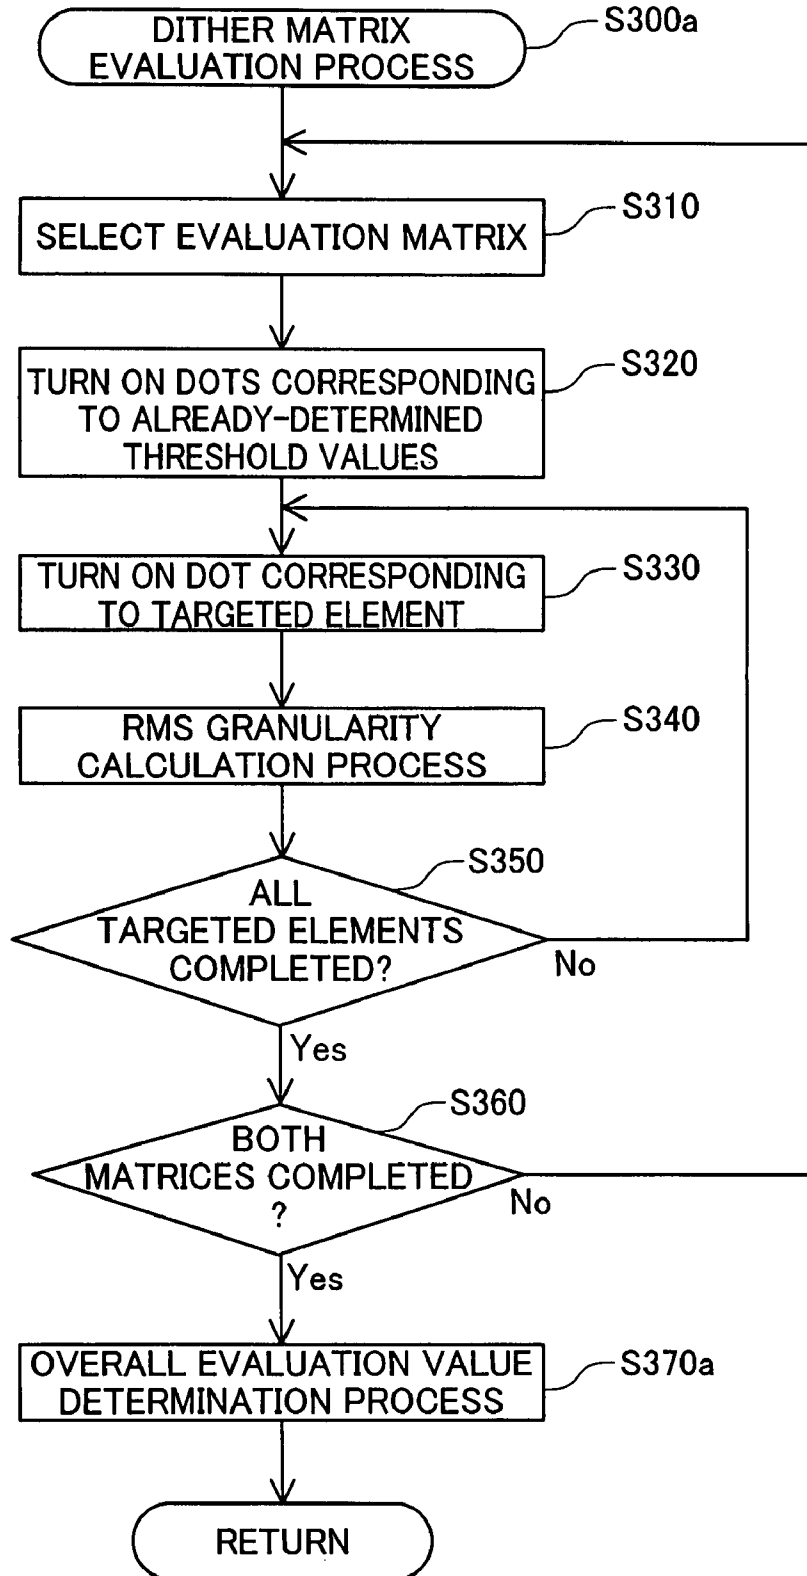 DITHER MATRIX
EVALUATION PROCESS
S300a
SELECT EVALUATION MATRIX
S310
TURN ON DOTS CORRESPONDING
TO ALREADY-DETERMINED
THRESHOLD VALUES
S320
TURN ON DOT CORRESPONDING
TO TARGETED ELEMENT
S330
RMS GRANULARITY
CALCULATION PROCESS
S340
ALL
TARGETED ELEMENTS
COMPLETED?
S350
No
Yes
BOTH
MATRICES COMPLETED
?
S360
No
Yes
OVERALL EVALUATION VALUE
DETERMINATION PROCESS
S370a
RETURN